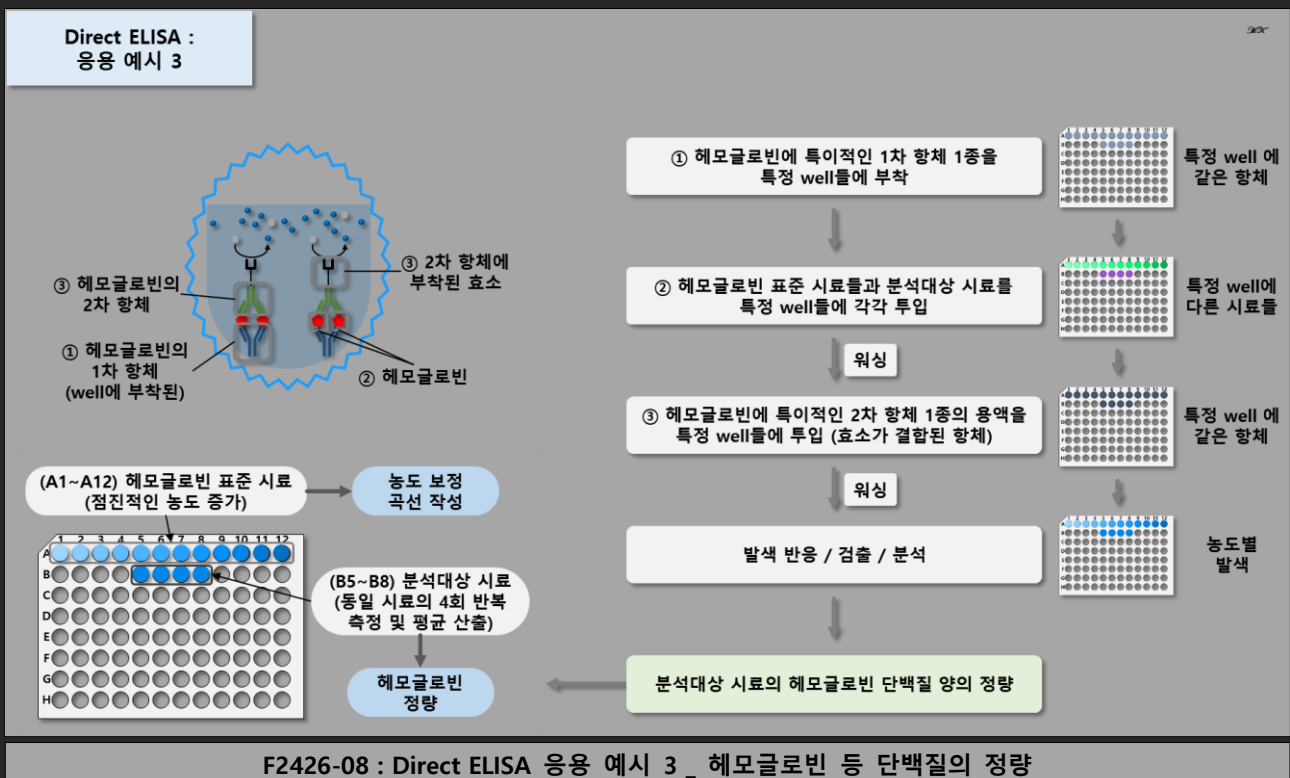 Direct ELISA :
응용 예시 3
① 헤모글로빈에 특이적인 1차 항체 1종을
특정 well들에 부착
특정 well 에
같은 항체
③ 2차 항체에
부착된 효소
③ 헤모글로빈의
2차 항체
① 헤모글로빈의
1차 항체
(well에 부착된)
② 헤모글로빈
② 헤모글로빈 표준 시료들과 분석대상 시료를
특정 well들에 각각 투입
특정 well에
다른 시료들
워싱
③ 헤모글로빈에 특이적인 2차 항체 1종의 용액을
특정 well들에 투입 (효소가 결합된 항체)
특정 well 에
같은 항체
워싱
발색 반응 / 검출 / 분석
농도별
발색
분석대상 시료의 헤모글로빈 단백질 양의 정량
(A1~A12) 헤모글로빈 표준 시료
(점진적인 농도 증가)
농도 보정
곡선 작성
1 2 3 4 5 6 7 8 9 10 11 12
A
B
C
D
E
F
G
H
(B5~B8) 분석대상 시료
(동일 시료의 4회 반복
측정 및 평균 산출)
헤모글로빈
정량
F2426-08 : Direct ELISA 응용 예시 3 _ 헤모글로빈 등 단백질의 정량